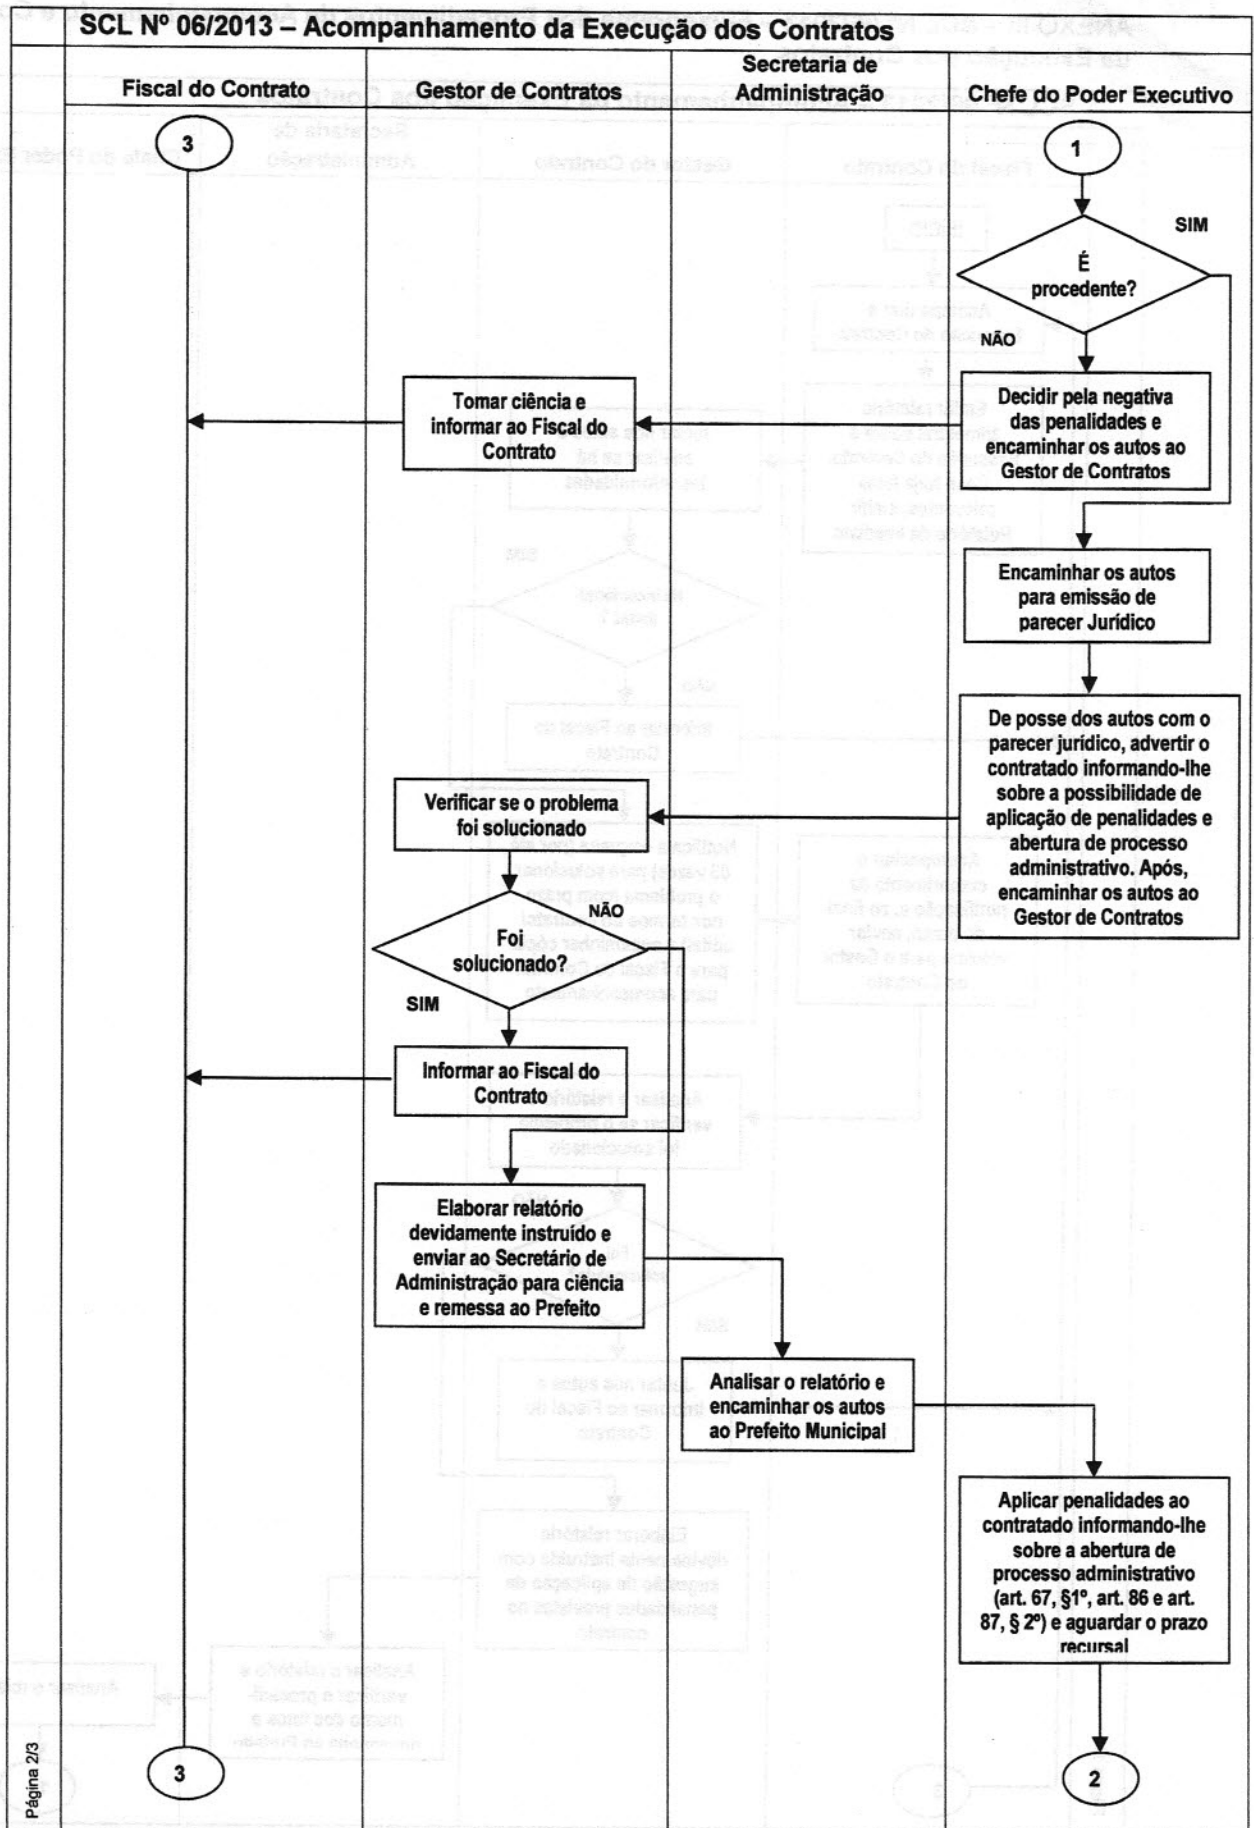 SCL Nº 06/2013 – Acompanhamento da Execução dos Contratos
Fiscal do Contrato
Gestor de Contratos
Secretaria de
Administração
Chefe do Poder Executivo
3
1
É
procedente?
SIM
NÃO
Decidir pela negativa
das penalidades e
encaminhar os autos ao
Gestor de Contratos
Tomar ciência e
informar ao Fiscal do
Contrato
Encaminhar os autos
para emissão de
parecer Jurídico
De posse dos autos com o
parecer jurídico, advertir o
contratado informando-lhe
sobre a possibilidade de
aplicação de penalidades e
abertura de processo
administrativo. Após,
encaminhar os autos ao
Gestor de Contratos
Verificar se o problema
foi solucionado
Foi
solucionado?
NÃO
SIM
Informar ao Fiscal do
Contrato
Elaborar relatório
devidamente instruído e
enviar ao Secretário de
Administração para ciência
e remessa ao Prefeito
Analisar o relatório e
encaminhar os autos
ao Prefeito Municipal
Aplicar penalidades ao
contratado informando-lhe
sobre a abertura de
processo administrativo
(art. 67, §1º, art. 86 e art.
87, § 2º) e aguardar o prazo
recursal
3
2
Página 2/3